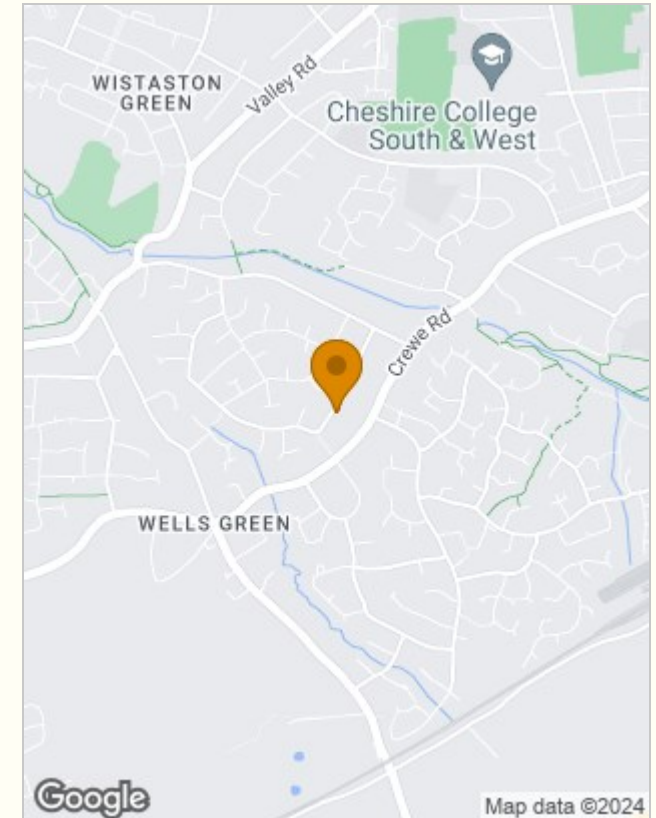 WISTASTON
GREEN
Valley Rd
Cheshire College
South & West
Crewe Rd
WELLS GREEN
Google
Map data ©2024